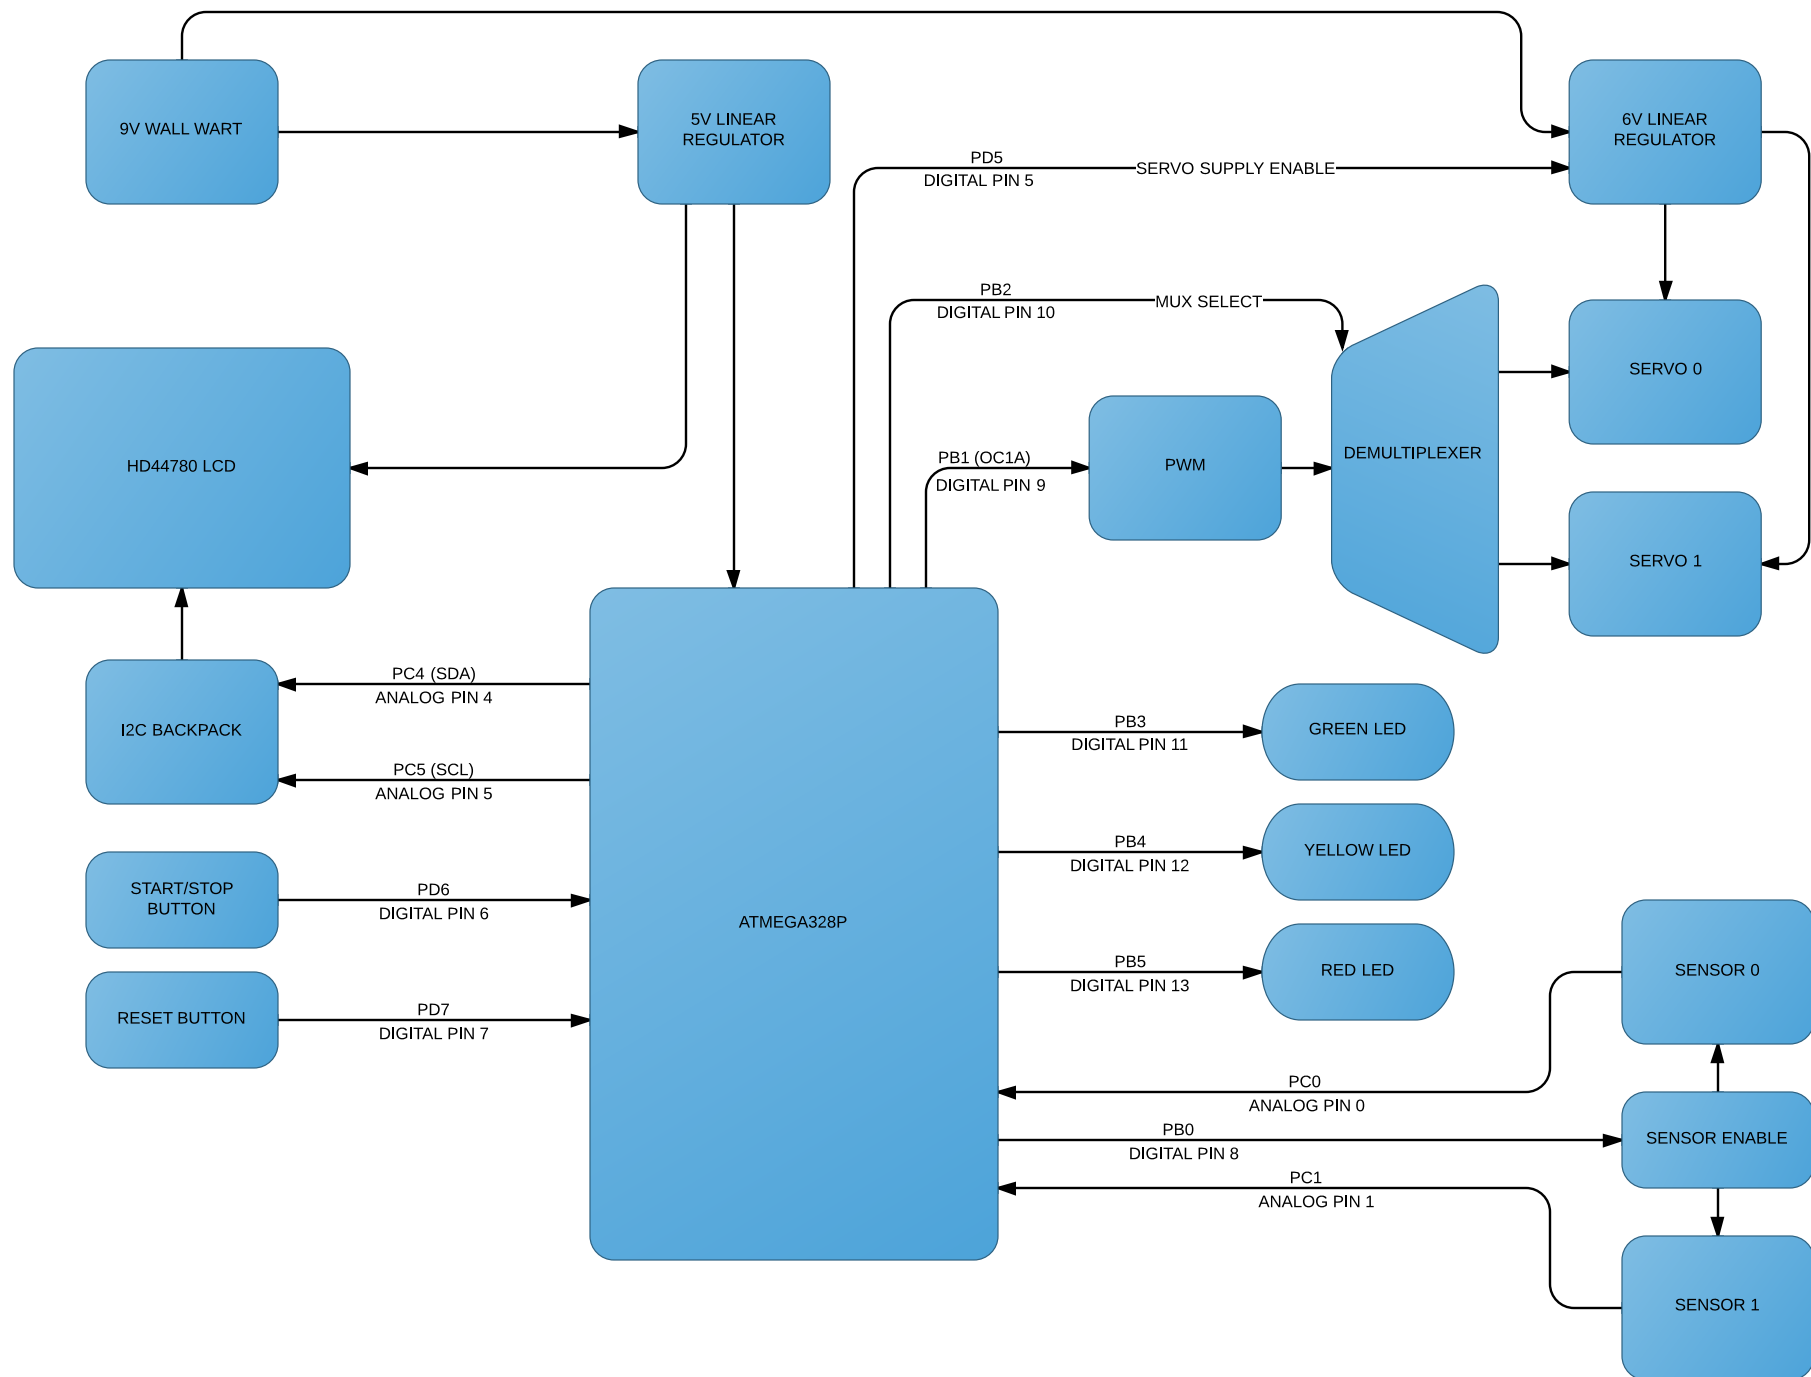 9V WALL WART
5V LINEAR
REGULATOR
6V LINEAR
REGULATOR
PD5
DIGITAL PIN 5
SERVO SUPPLY ENABLE
PB2
DIGITAL PIN 10
MUX SELECT
SERVO 0
HD44780 LCD
PB1 (OC1A)
DIGITAL PIN 9
PWM
DEMULTIPLEXER
SERVO 1
I2C BACKPACK
PC4 (SDA)
ANALOG PIN 4
PC5 (SCL)
ANALOG PIN 5
PB3
DIGITAL PIN 11
GREEN LED
PB4
DIGITAL PIN 12
YELLOW LED
START/STOP
BUTTON
PD6
DIGITAL PIN 6
ATMEGA328P
PB5
DIGITAL PIN 13
RED LED
SENSOR 0
RESET BUTTON
PD7
DIGITAL PIN 7
PC0
ANALOG PIN 0
PB0
DIGITAL PIN 8
SENSOR ENABLE
PC1
ANALOG PIN 1
SENSOR 1